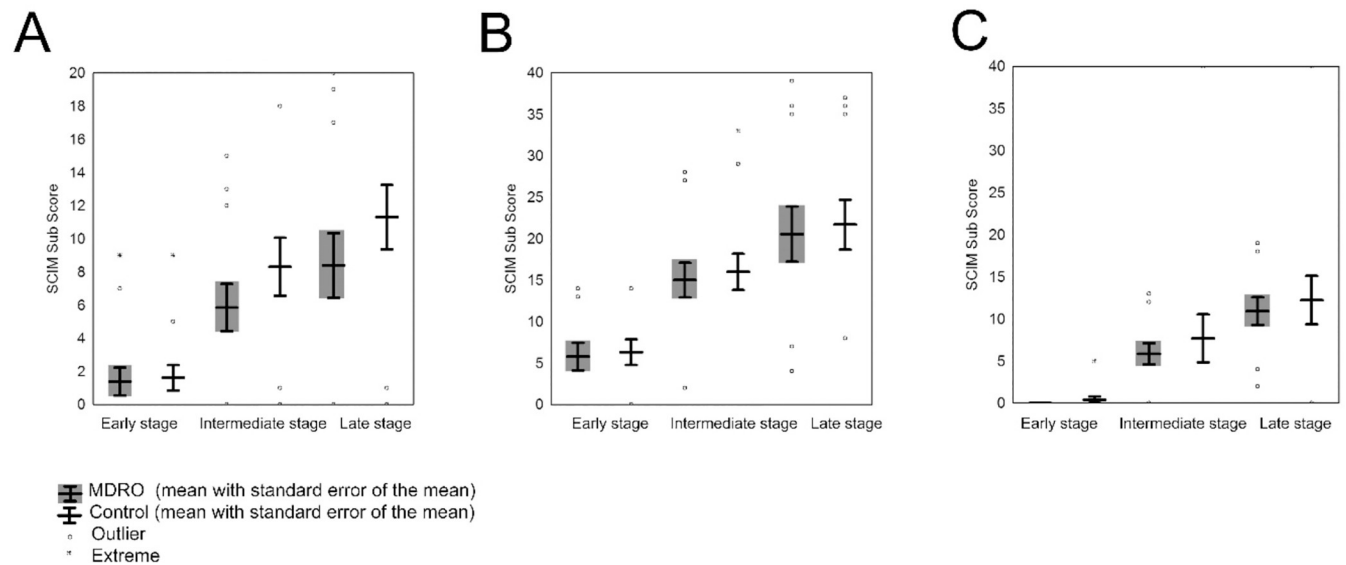 A
B
C
SCIM Sub Score
20
18
16
14
12
10
8
6
4
2
0
Early stage Intermediate stage Late stage
SCIM Sub Score
40
35
30
25
20
15
10
5
0
Early stage Intermediate stage Late stage
SCIM Sub Score
40
35
30
25
20
15
10
5
0
Early stage Intermediate stage Late stage
MDRO (mean with standard error of the mean)
Control (mean with standard error of the mean)
Outlier
Extreme